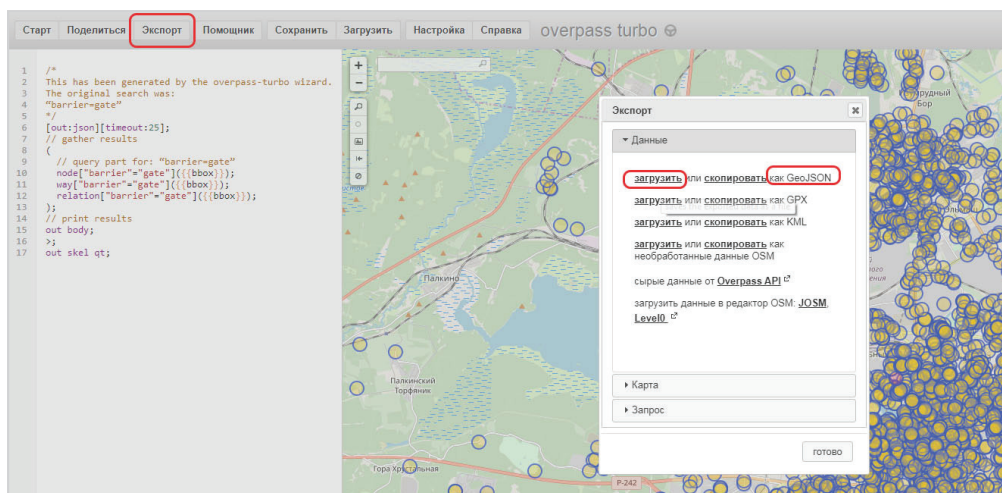 Старт Поделиться Экспорт Помощник Сохранить Загрузить Настройка Справка overpass turbo
1 /*
2 This has been generated by the overpass-turbo wizard.
3 The original search was:
4 “barrier=gate”
5 */
6 [out:json][timeout:25];
7 // gather results
8 (
9 // query part for: “barrier=gate”
10 node["barrier"="gate"]({{bbox}});
11 way["barrier"="gate"]({{bbox}});
12 relation["barrier"="gate"]({{bbox}});
13 );
14 // print results
15 out body;
16 >;
17 out skel qt;
+
−
Экспорт
Данные
загрузить или скопировать как GeoJSON
загрузить или скопировать как GPX
загрузить или скопировать как KML
загрузить или скопировать как
необработанные данные OSM
сырые данные от Overpass API
загрузить данные в редактор OSM: JOSM,
Level0
Карта
Запрос
готово
Бор
Палкино
Палкинский
Торфяник
Гора Хрустальная
Р-242